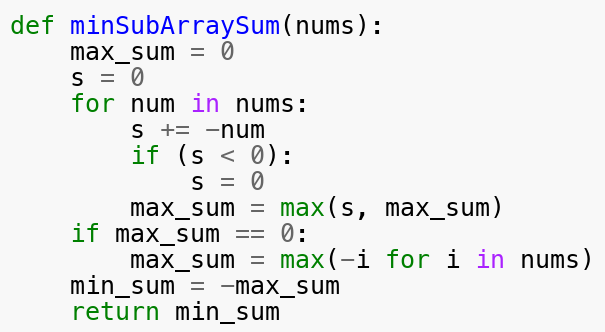 def minSubArraySum(nums):
    max_sum = 0
    s = 0
    for num in nums:
        s += -num
        if (s < 0):
            s = 0
        max_sum = max(s, max_sum)
    if max_sum == 0:
        max_sum = max(-i for i in nums)
    min_sum = -max_sum
    return min_sum